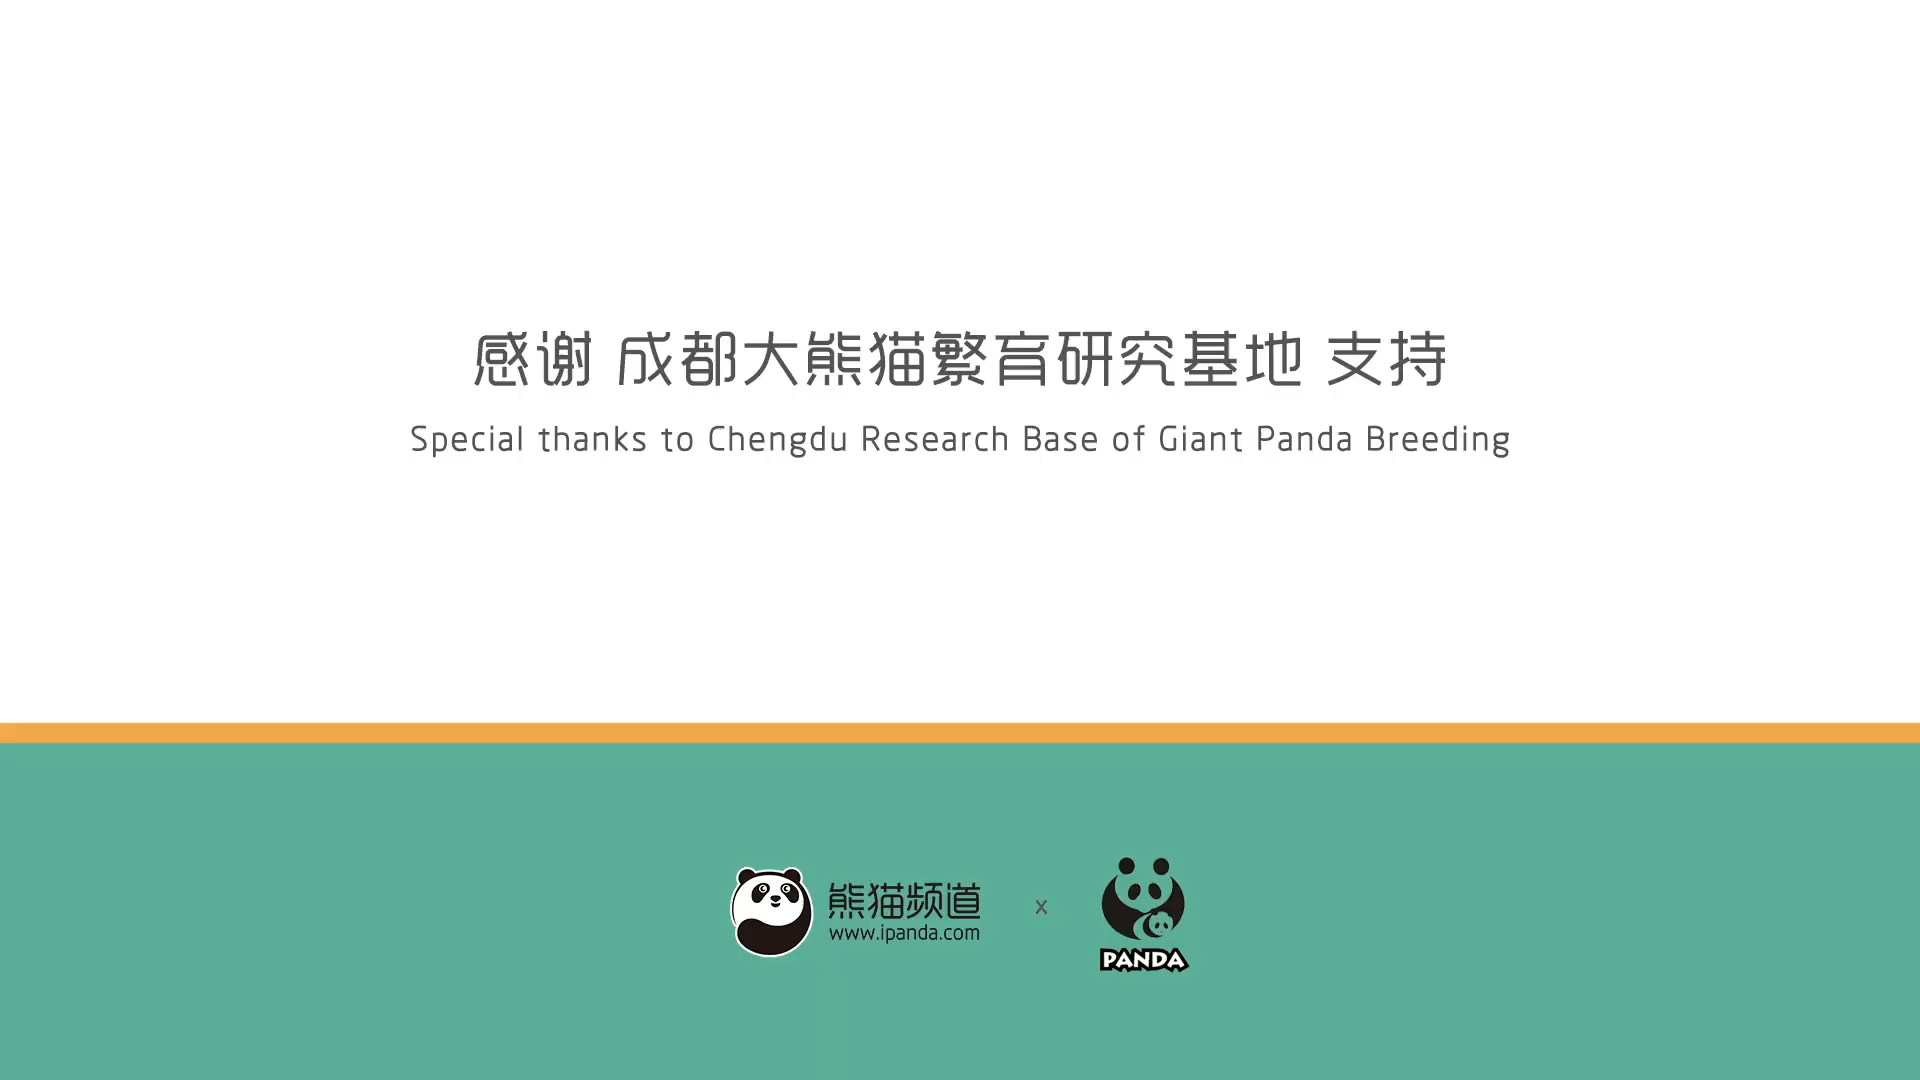 感谢 成都大熊猫繁育研究基地 支持
Special thanks to Chengdu Research Base of Giant Panda Breeding
熊猫频道
www.ipanda.com
x
PANDA